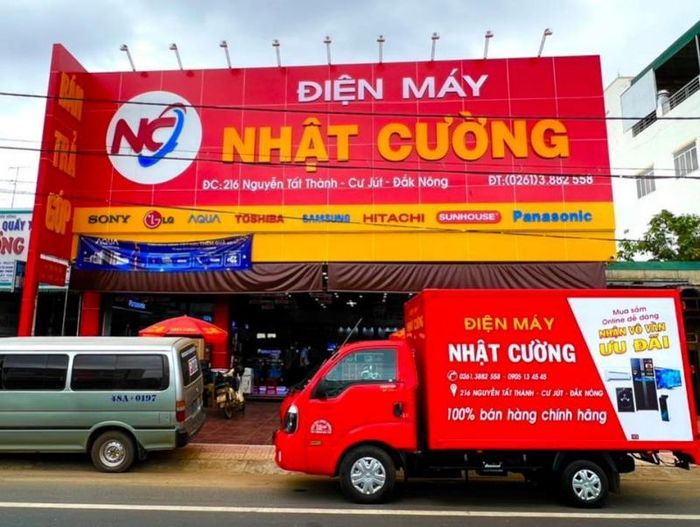 BÁN TRẢ GÓP
ĐIỆN MÁY
NC
NHẬT CƯỜNG
ĐC: 216 Nguyễn Tất Thành - Cư Jút - Đắk Nông
ĐT: (0261) 3.882 558
SONY LG AQUA TOSHIBA SAMSUNG HITACHI SUNHOUSE Panasonic
QUẦY T
AQUA
Panasonic
48A-0197
ĐIỆN MÁY
NHẬT CƯỜNG
0261.3882 558 - 0905 13 45 45
216 NGUYỄN TẤT THÀNH - CƯ JÚT - ĐẮK NÔNG
100% bán hàng chính hãng
Mua sắm
Online dễ dàng
NHẬN VÔ VÀN
ƯU ĐÃI